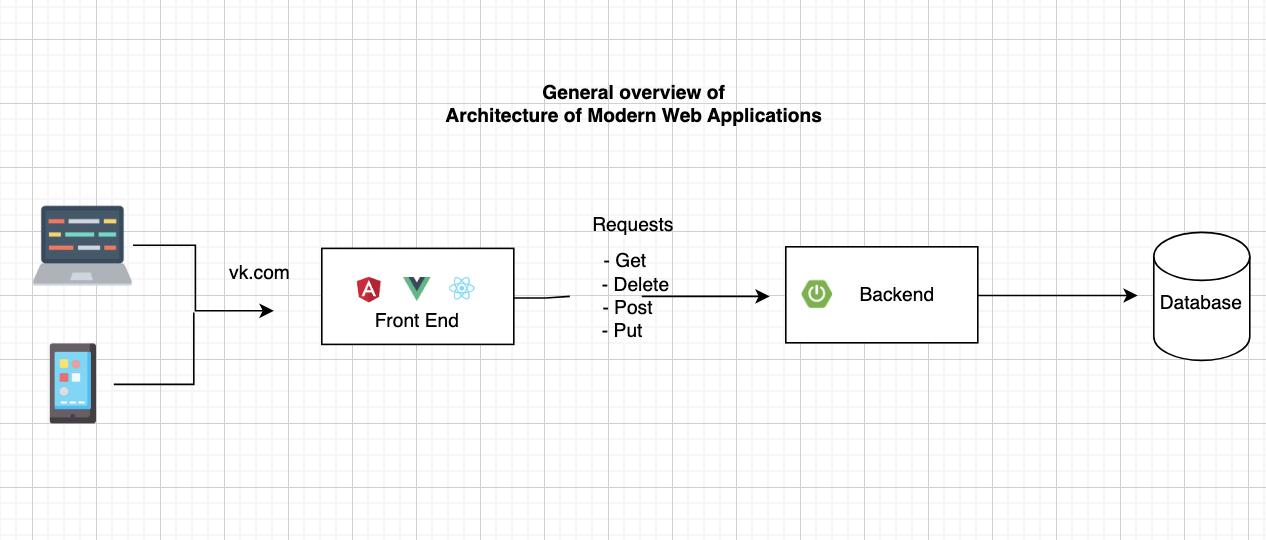 General overview of
Architecture of Modern Web Applications
Requests
- Get
- Delete
- Post
- Put
vk.com
Front End
Backend
Database